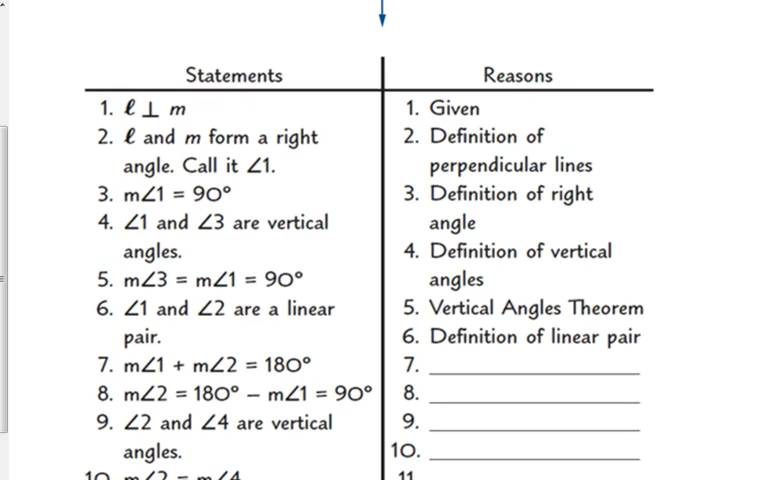 Statements
Reasons
1. ℓ ⊥ m
2. ℓ and m form a right
angle. Call it ∠1.
3. m∠1 = 90°
4. ∠1 and ∠3 are vertical
angles.
5. m∠3 = m∠1 = 90°
6. ∠1 and ∠2 are a linear
pair.
7. m∠1 + m∠2 = 180°
8. m∠2 = 180° − m∠1 = 90°
9. ∠2 and ∠4 are vertical
angles.
10. m∠2 = m∠4
1. Given
2. Definition of
perpendicular lines
3. Definition of right
angle
4. Definition of vertical
angles
5. Vertical Angles Theorem
6. Definition of linear pair
7.
8.
9.
10.
11